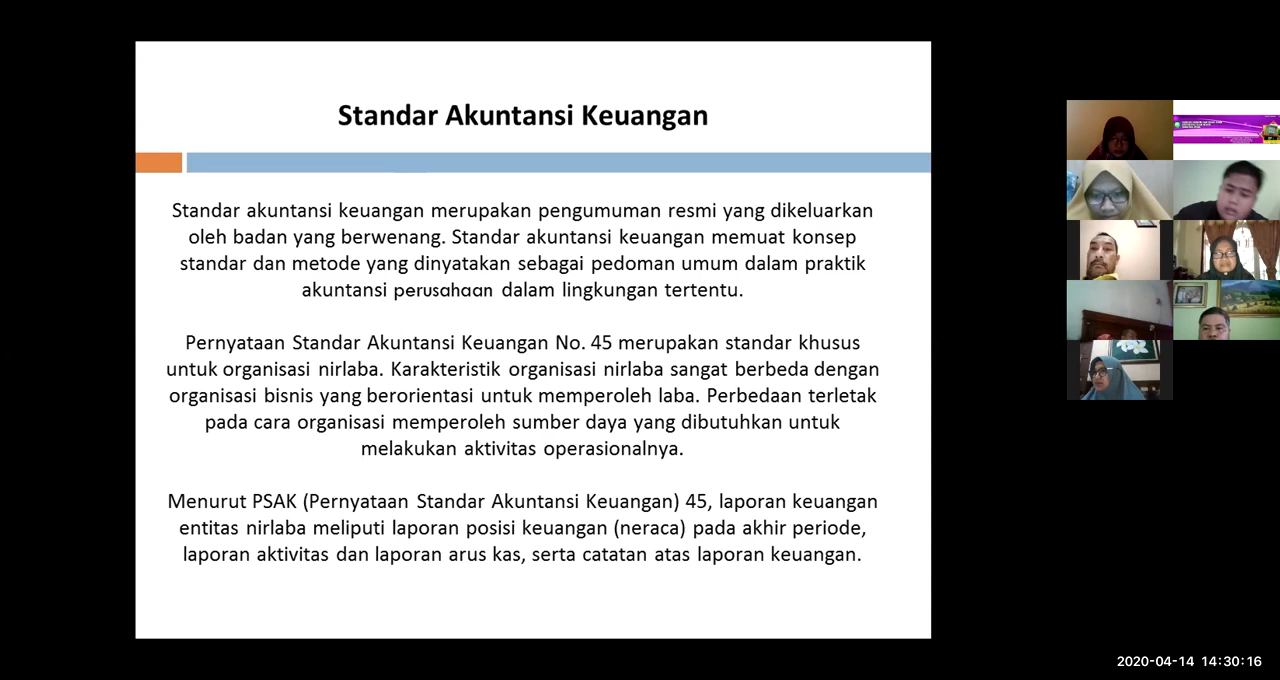 Standar Akuntansi Keuangan
Standar akuntansi keuangan merupakan pengumuman resmi yang dikeluarkan
oleh badan yang berwenang. Standar akuntansi keuangan memuat konsep
standar dan metode yang dinyatakan sebagai pedoman umum dalam praktik
akuntansi perusahaan dalam lingkungan tertentu.
Pernyataan Standar Akuntansi Keuangan No. 45 merupakan standar khusus
untuk organisasi nirlaba. Karakteristik organisasi nirlaba sangat berbeda dengan
organisasi bisnis yang berorientasi untuk memperoleh laba. Perbedaan terletak
pada cara organisasi memperoleh sumber daya yang dibutuhkan untuk
melakukan aktivitas operasionalnya.
Menurut PSAK (Pernyataan Standar Akuntansi Keuangan) 45, laporan keuangan
entitas nirlaba meliputi laporan posisi keuangan (neraca) pada akhir periode,
laporan aktivitas dan laporan arus kas, serta catatan atas laporan keuangan.
2020-04-14 14:30:16